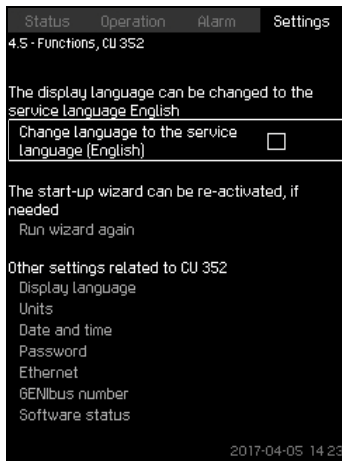 Status Operation Alarm Settings
4.5 - Functions, CU 352
The display language can be changed to the
service language English
Change language to the service
language (English)
The start-up wizard can be re-activated, if
needed
Run wizard again
Other settings related to CU 352
Display language
Units
Date and time
Password
Ethernet
GENIbus number
Software status
2017-04-05 14:23